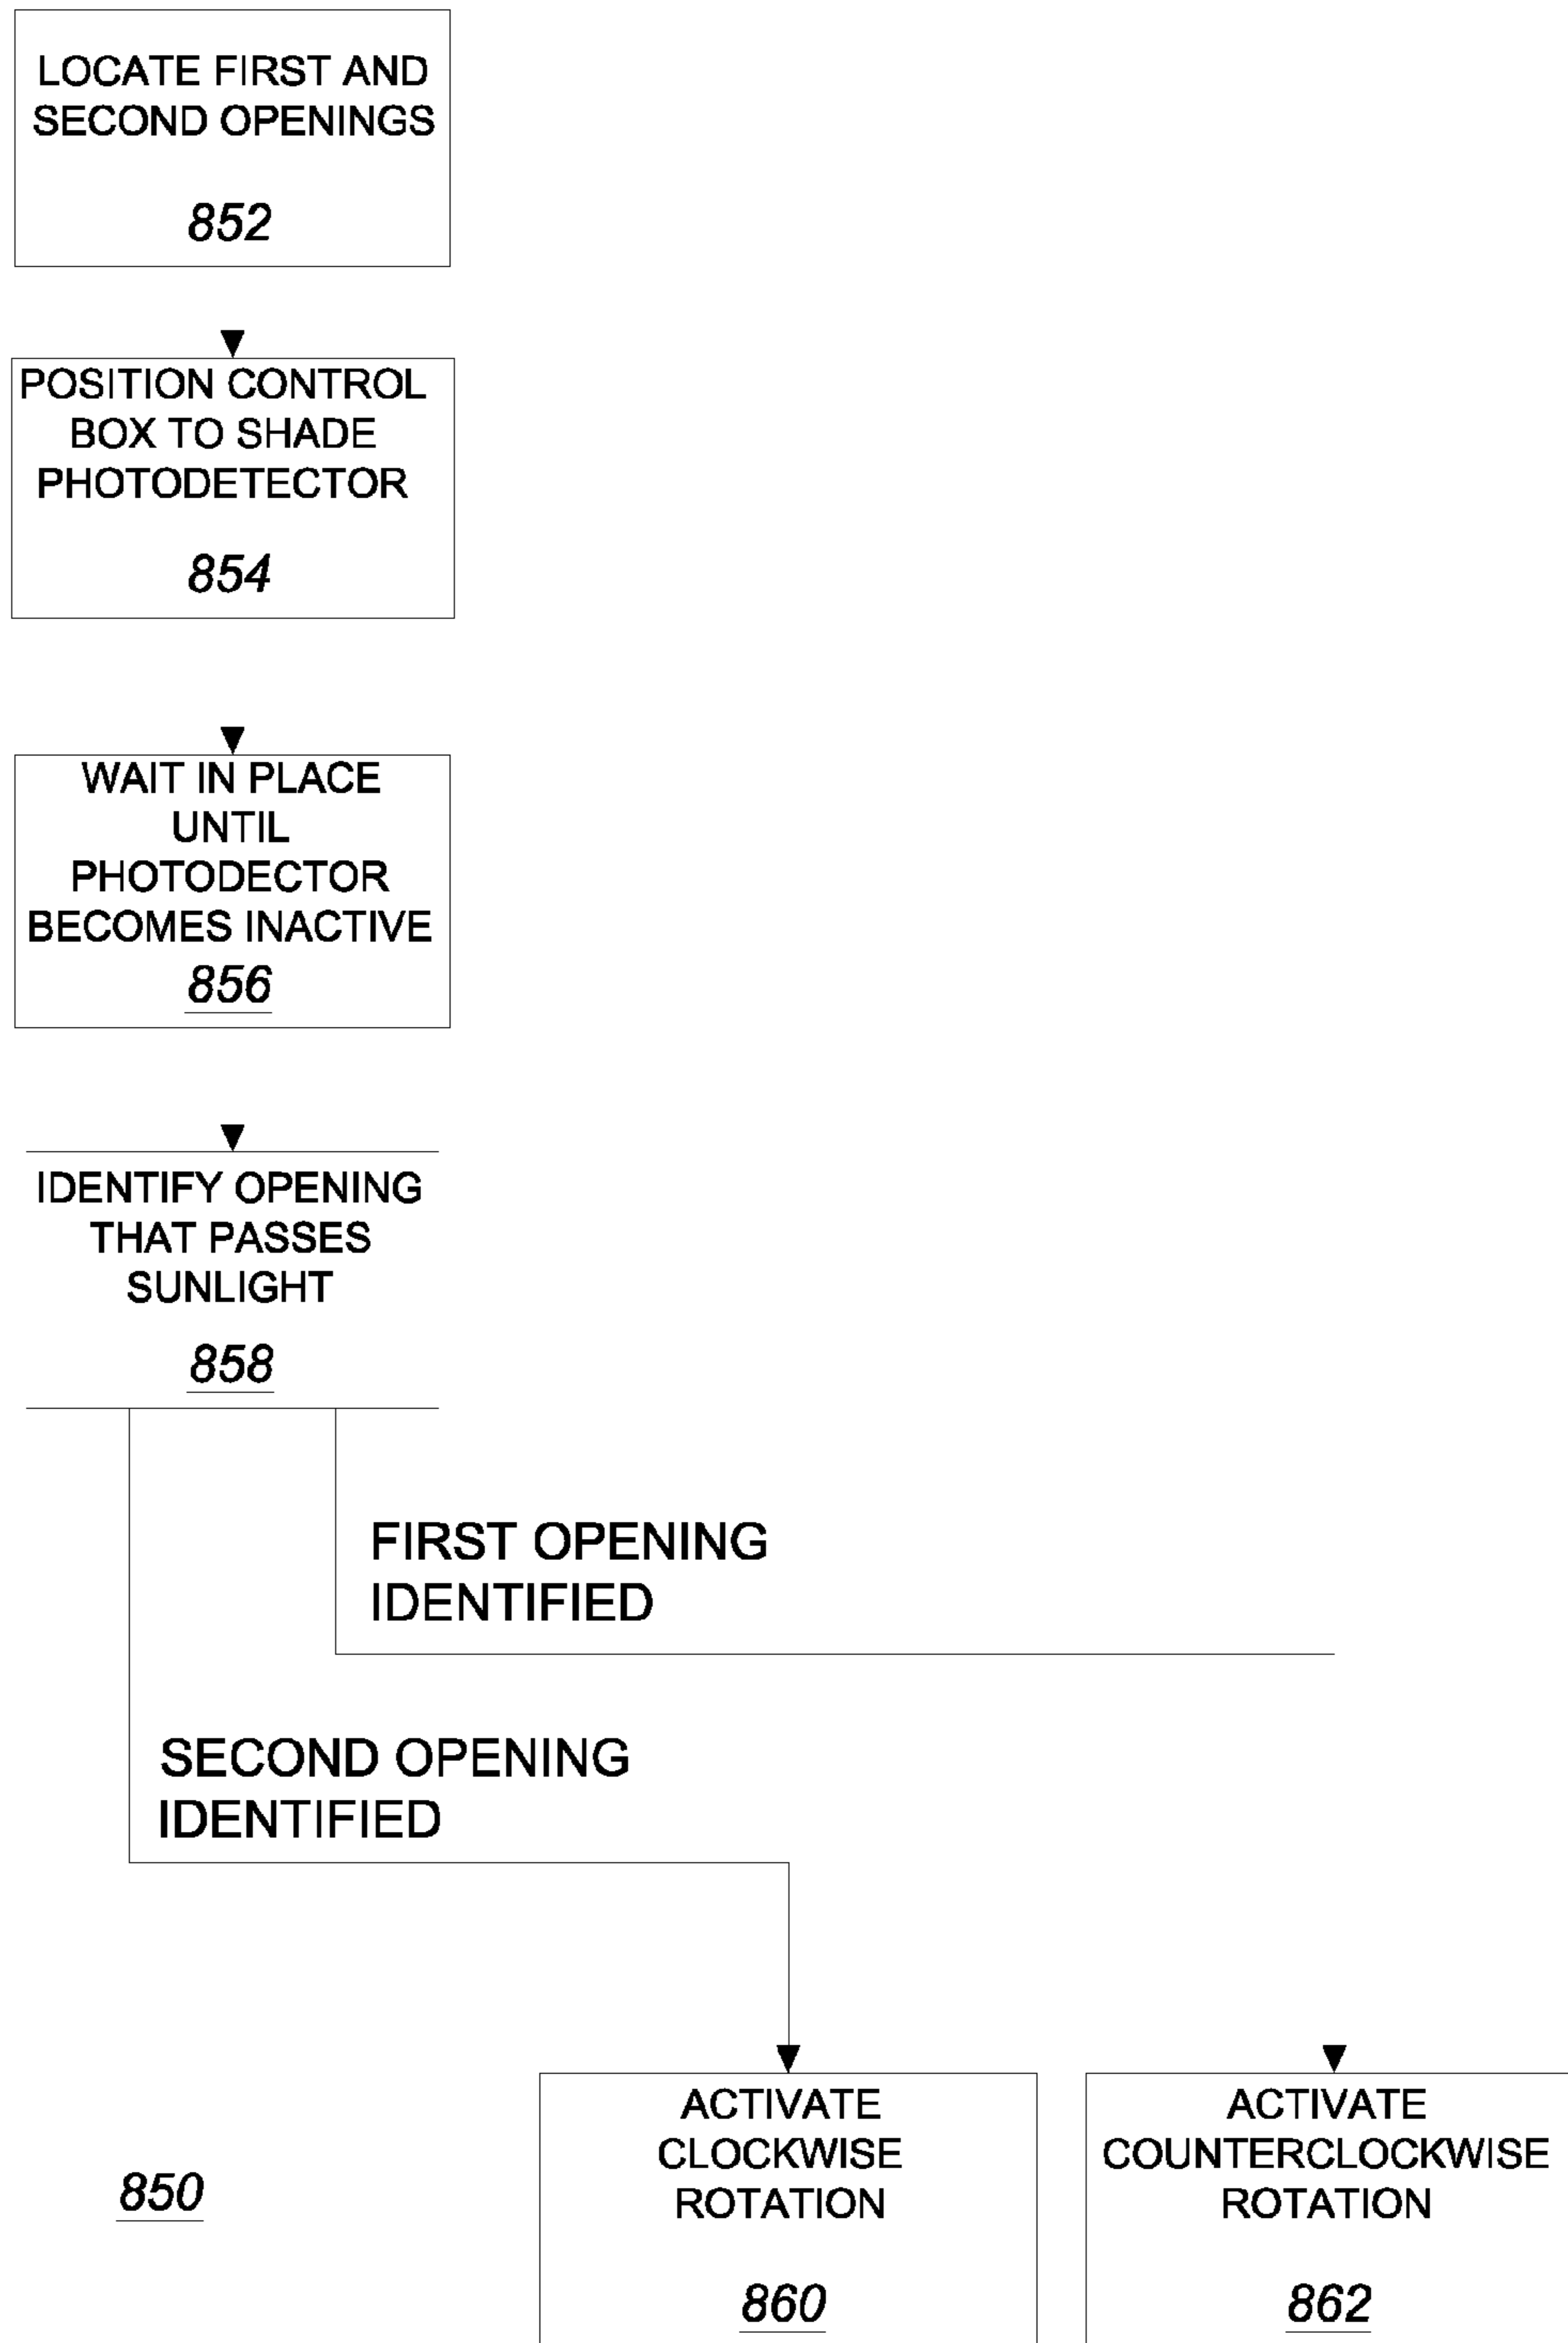 LOCATE FIRST AND
SECOND OPENINGS
852
POSITION CONTROL
BOX TO SHADE
PHOTODETECTOR
854
WAIT IN PLACE
UNTIL
PHOTODECTOR
BECOMES INACTIVE
856
IDENTIFY OPENING
THAT PASSES
SUNLIGHT
858
FIRST OPENING
IDENTIFIED
SECOND OPENING
IDENTIFIED
850
ACTIVATE
CLOCKWISE
ROTATION
860
ACTIVATE
COUNTERCLOCKWISE
ROTATION
862